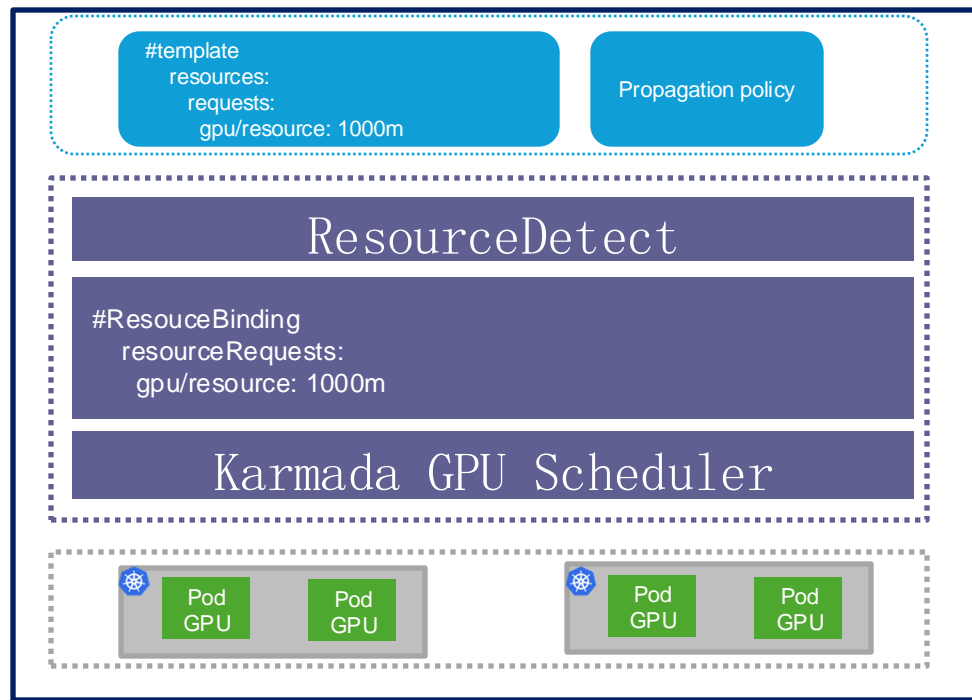 #template
resources:
requests:
gpu/resource: 1000m
Propagation policy
ResourceDetect
#ResouceBinding
resourceRequests:
gpu/resource: 1000m
Karmada GPU Scheduler
Pod
GPU
Pod
GPU
Pod
GPU
Pod
GPU